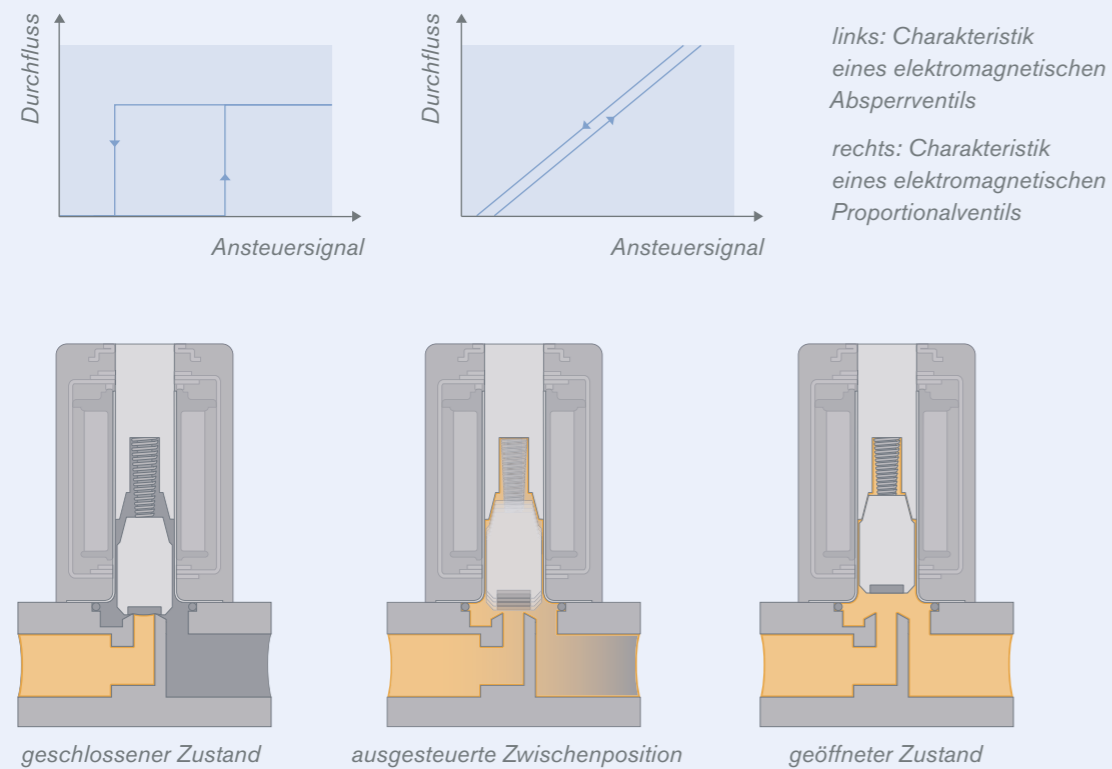 Durchfluss
Ansteuersignal
Durchfluss
Ansteuersignal
links: Charakteristik
eines elektromagnetischen
Absperrventils
rechts: Charakteristik
eines elektromagnetischen
Proportionalventils
geschlossener Zustand
ausgesteuerte Zwischenposition
geöffneter Zustand